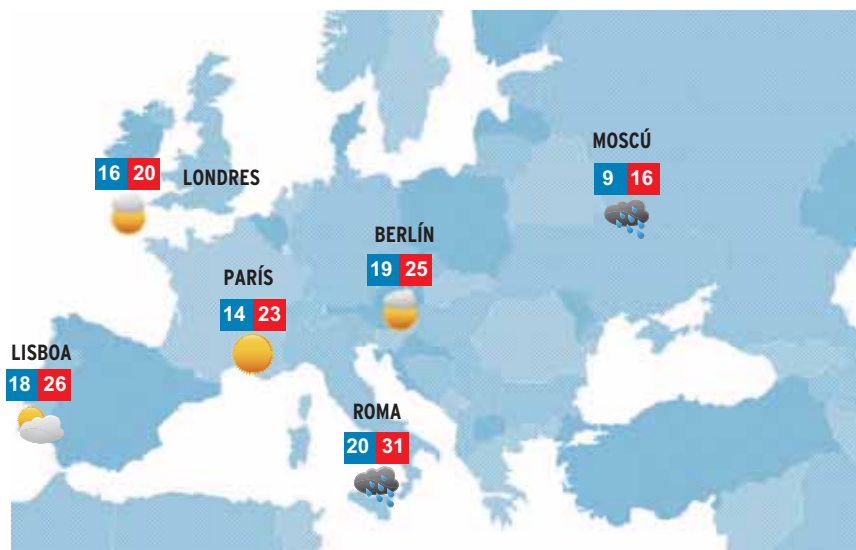 MOSCÚ
9 16
16 20 LONDRES
BERLÍN
19 25
PARÍS
14 23
LISBOA
18 26
ROMA
20 31